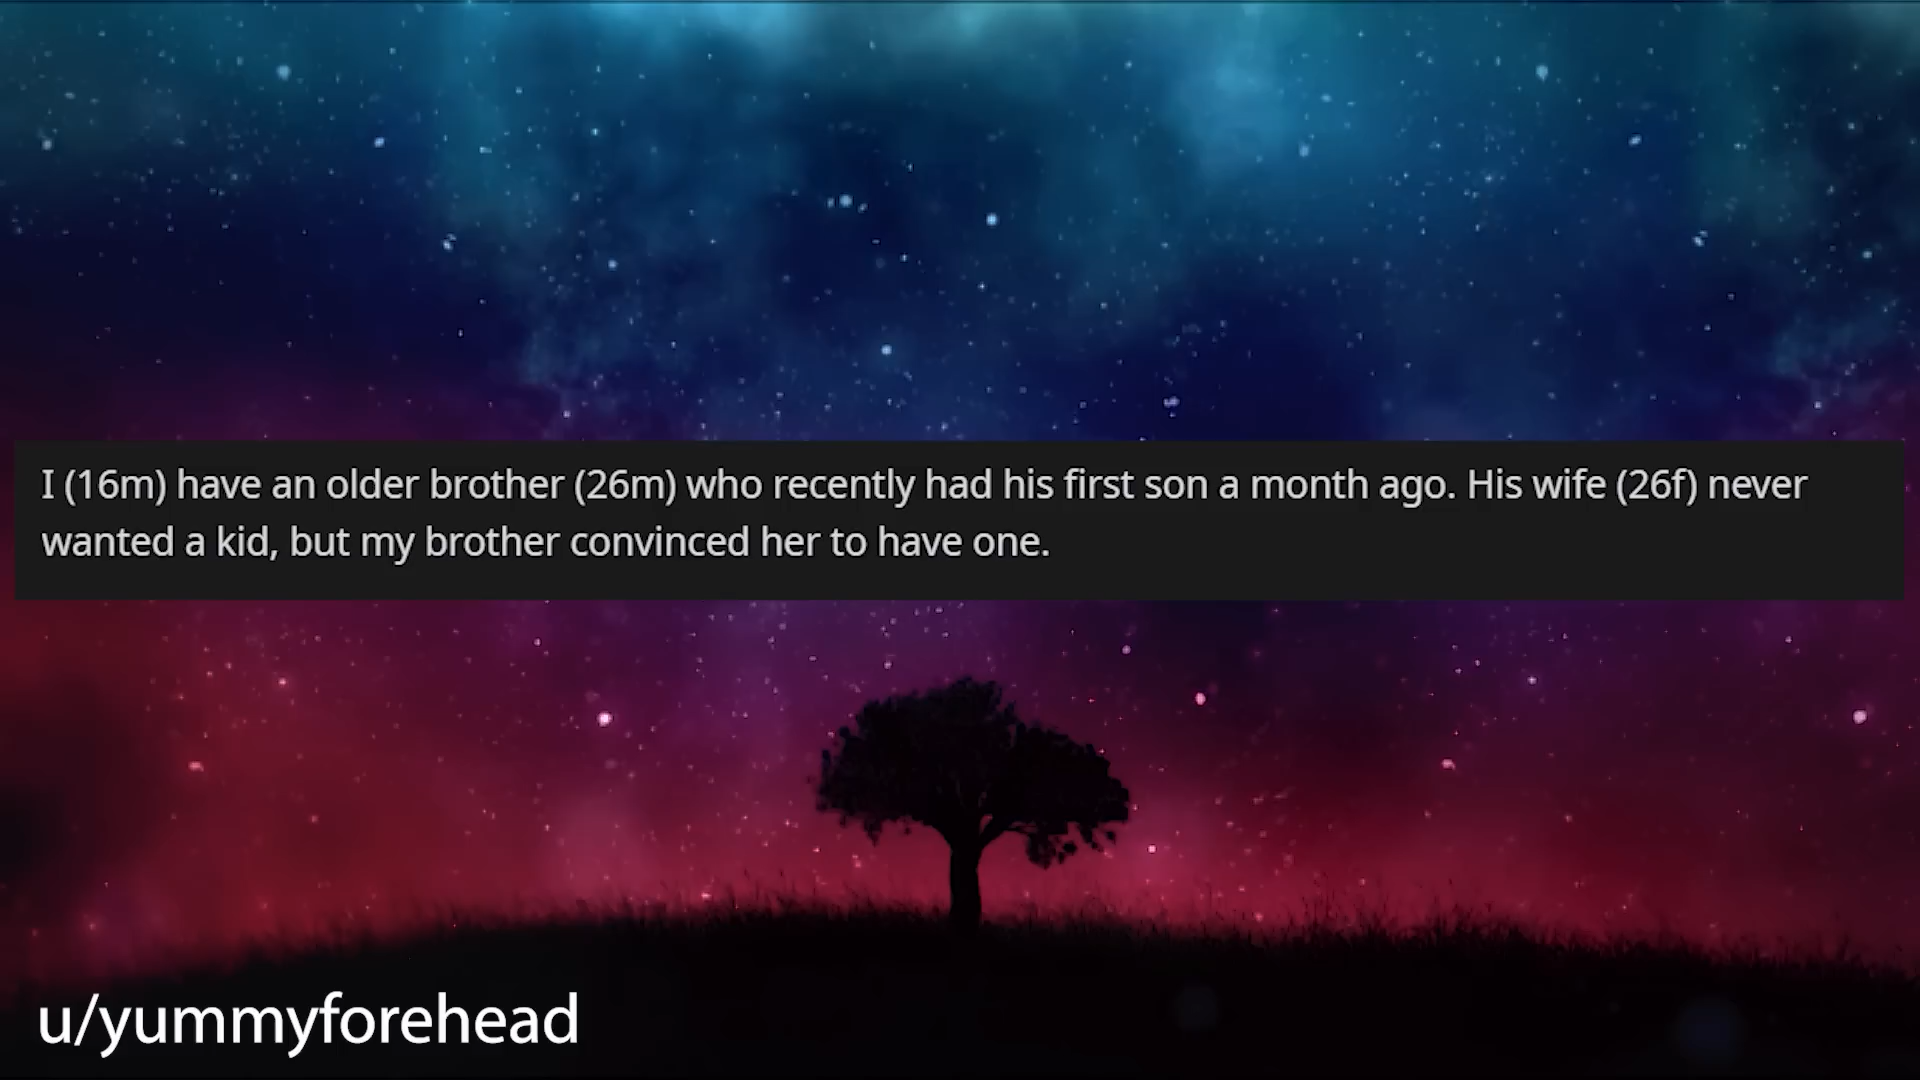 I (16m) have an older brother (26m) who recently had his first son a month ago. His wife (26f) never
wanted a kid, but my brother convinced her to have one.
u/yummyforehead